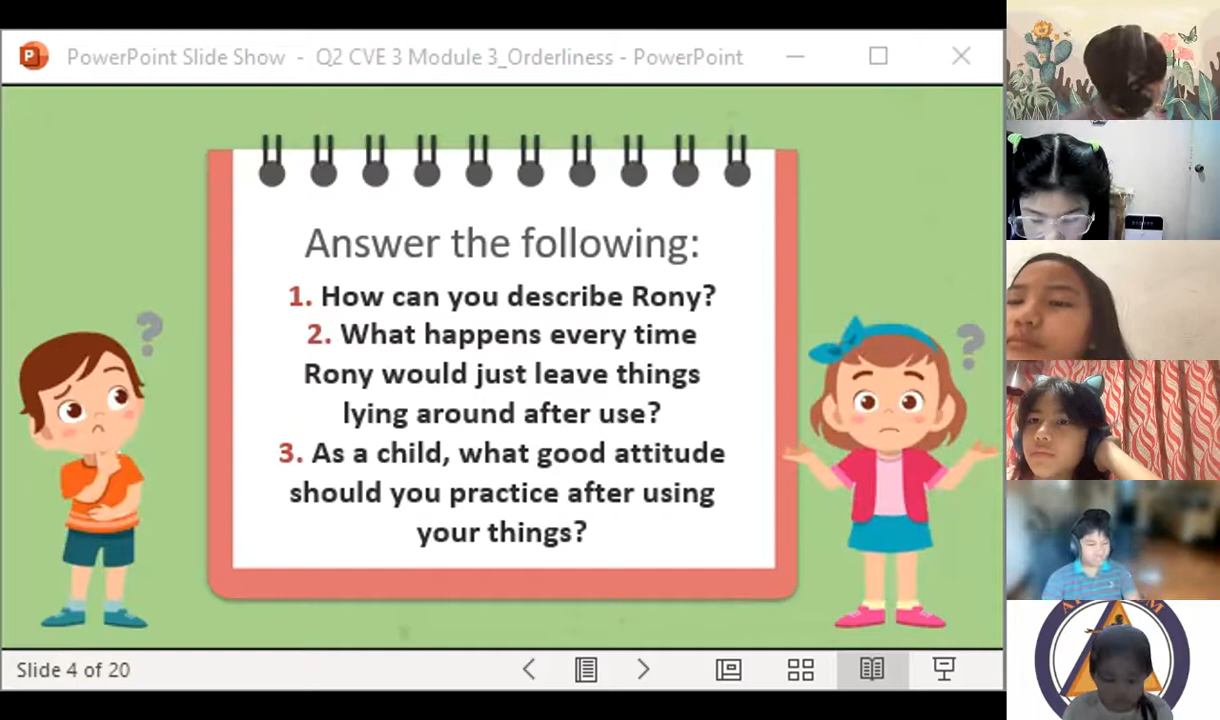 PowerPoint Slide Show - Q2 CVE 3 Module 3_Orderliness - PowerPoint
Answer the following:
1. How can you describe Rony?
2. What happens every time
Rony would just leave things
lying around after use?
3. As a child, what good attitude
should you practice after using
your things?
Slide 4 of 20